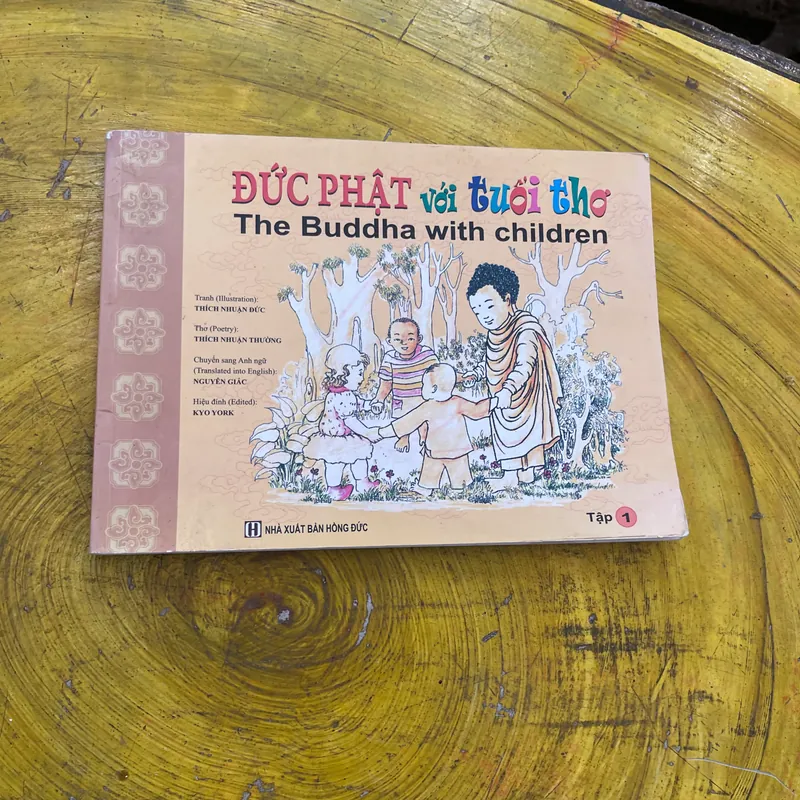 ĐỨC PHẬT với tuổi thơ
The Buddha with children
Tranh (Illustration):
THÍCH NHUẬN ĐỨC
Thơ (Poetry):
THÍCH NHUẬN THƯỜNG
Chuyển sang Anh ngữ
(Translated into English):
NGUYÊN GIÁC
Hiệu đính (Edited):
KYO YORK
H NHÀ XUẤT BẢN HỒNG ĐỨC
Tập 1